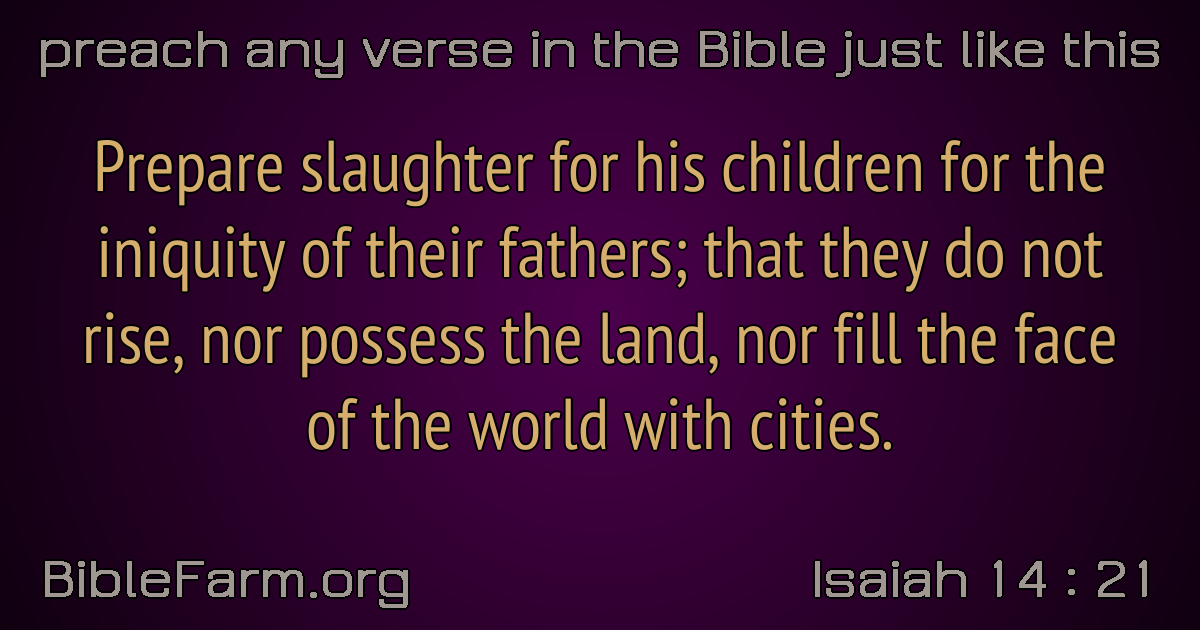 preach any verse in the Bible just like this
Prepare slaughter for his children for the
iniquity of their fathers; that they do not
rise, nor possess the land, nor fill the face
of the world with cities.
BibleFarm.org
Isaiah 14 : 21